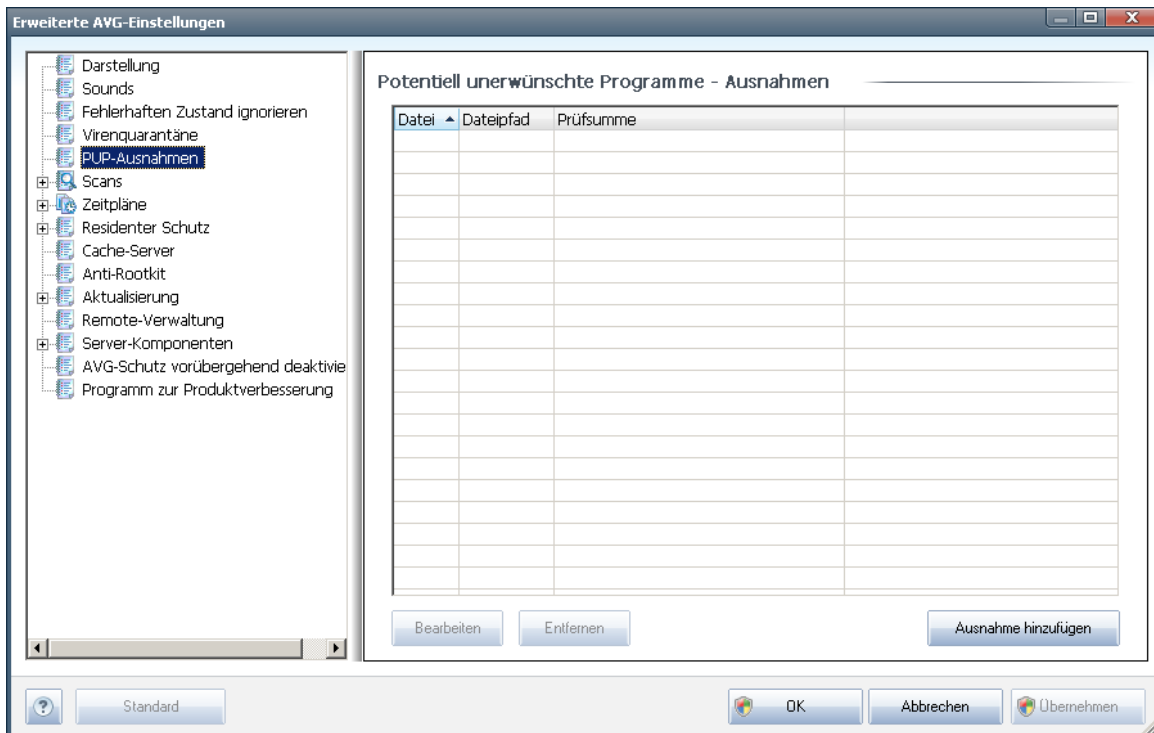 Erweiterte AVG-Einstellungen
Darstellung
Sounds
Fehlerhaften Zustand ignorieren
Virenquarantäne
PUP-Ausnahmen
Scans
Zeitpläne
Residenter Schutz
Cache-Server
Anti-Rootkit
Aktualisierung
Remote-Verwaltung
Server-Komponenten
AVG-Schutz vorübergehend deaktivie
Programm zur Produktverbesserung
Potentiell unerwünschte Programme - Ausnahmen
Datei Dateipfad Prüfsumme
Bearbeiten Entfernen Ausnahme hinzufügen
? Standard OK Abbrechen Übernehmen